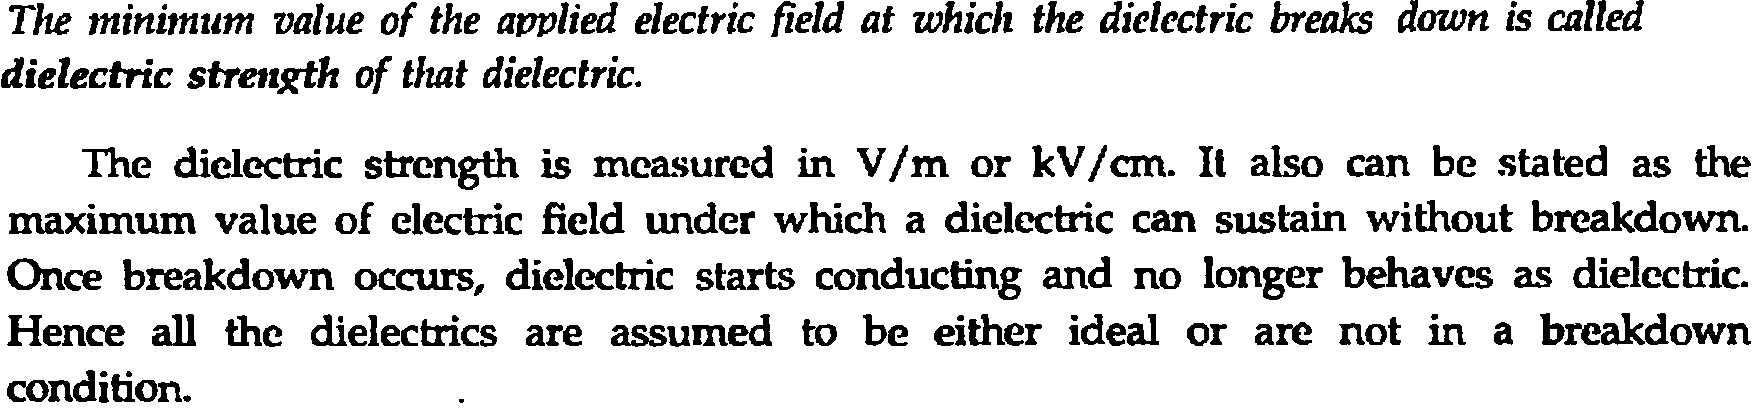 The minimum value of the applied electric field at which the dielectric breaks down is called
dielectric strength of that dielectric.
The dielectric strength is measured in V/m or kV/cm. It also can be stated as the
maximum value of electric field under which a dielectric can sustain without breakdown.
Once breakdown occurs, dielectric starts conducting and no longer behaves as dielectric.
Hence all the dielectrics are assumed to be either ideal or are not in a breakdown
condition.